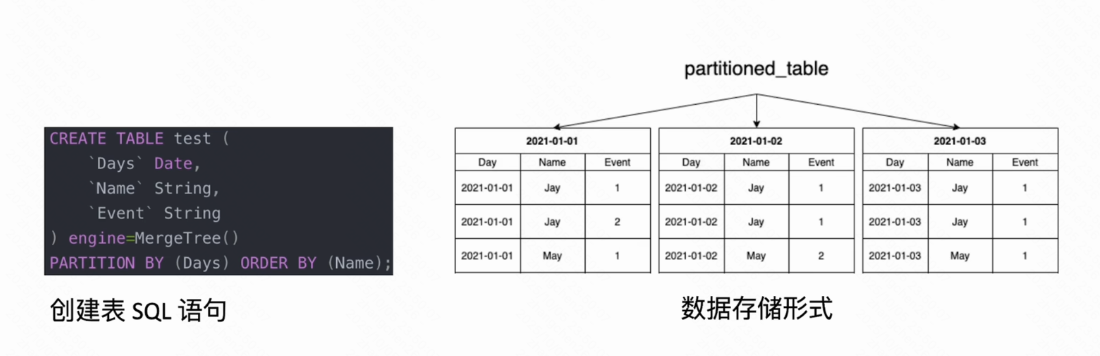 CREATE TABLE test (
`Days` Date,
`Name` String,
`Event` String
) engine=MergeTree()
PARTITION BY (Days) ORDER BY (Name);
创建表 SQL 语句
partitioned_table
2021-01-01 2021-01-02 2021-01-03
Day Name Event Day Name Event Day Name Event
2021-01-01 Jay 1 2021-01-02 Jay 1 2021-01-03 Jay 1
2021-01-01 Jay 2 2021-01-02 Jay 1 2021-01-03 Jay 1
2021-01-01 May 1 2021-01-02 May 2 2021-01-03 May 1
数据存储形式